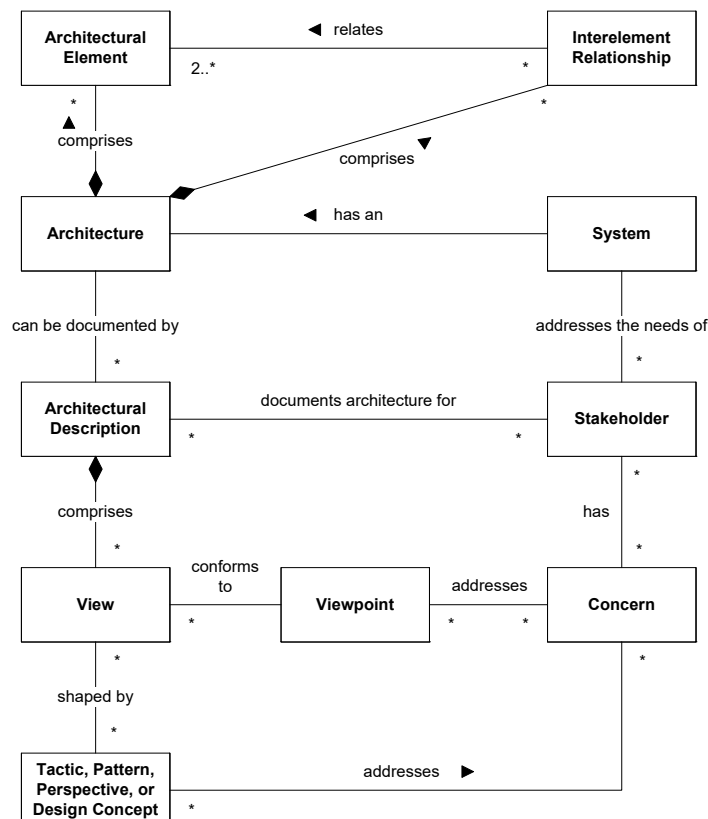 Architectural
Element
◄ relates
Interelement
Relationship
2..*
*
*
▲
comprises
*
comprises
Architecture
◄ has an
System
can be documented by
addresses the needs of
*
*
Architectural
Description
documents architecture for
Stakeholder
*
*
*
comprises
has
*
*
View
conforms
to
Viewpoint
addresses
Concern
*
*
*
*
*
shaped by
*
Tactic, Pattern,
Perspective, or
Design Concept
addresses ►
*